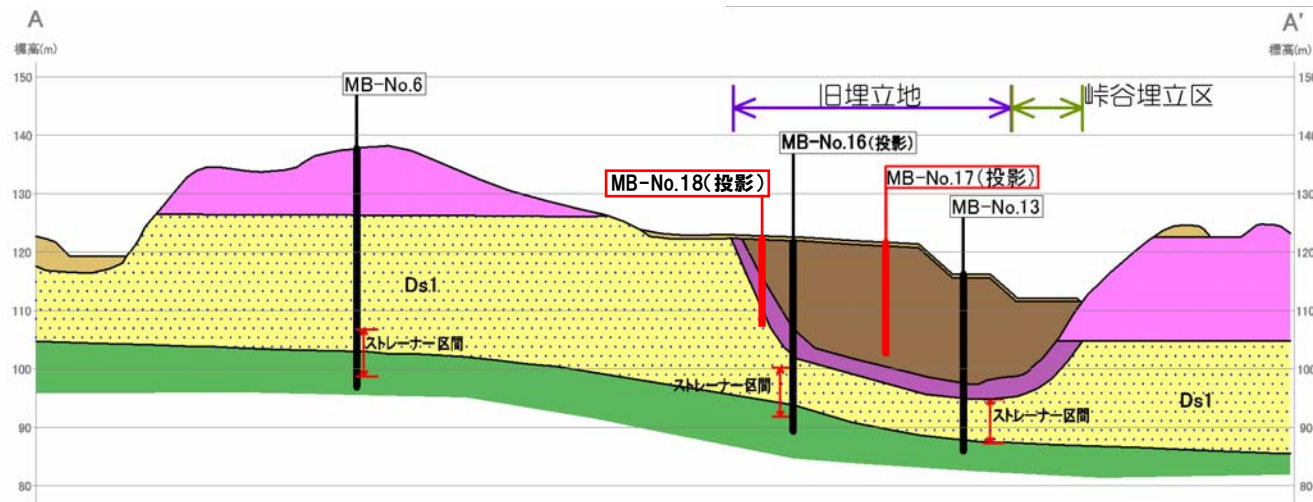 A
A'
標高(m)
標高(m)
150
150
MB-No.6
旧埋立地
峠谷埋立区
140
140
MB-No.16(投影)
MB-No.18(投影)
MB-No.17(投影)
130
130
MB-No.13
120
120
Ds1
110
110
ストレーナー区間
100
100
ストレーナー区間
Ds1
ストレーナー区間
90
90
80
80